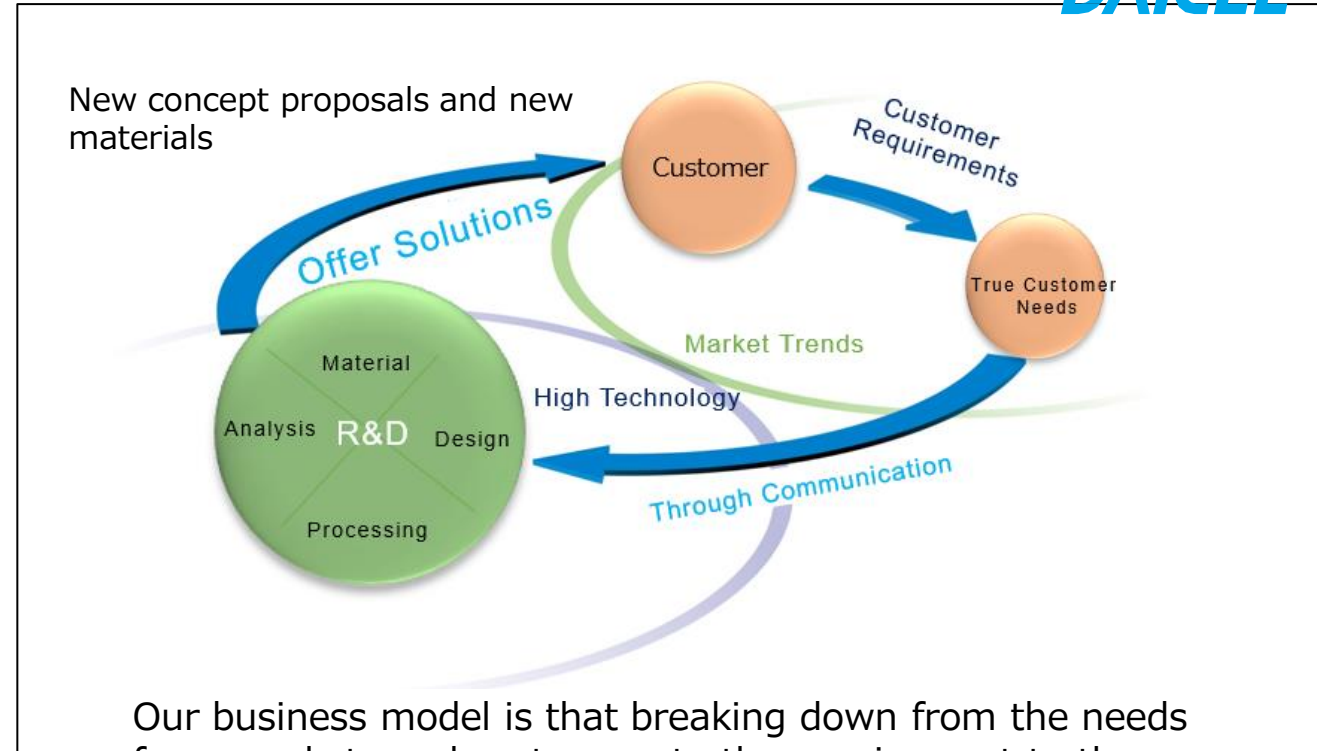 DAICEL
New concept proposals and new
materials
Customer
Customer
Requirements
Offer Solutions
True Customer
Needs
Market Trends
Material
High Technology
Analysis
R&D
Design
Through Communication
Processing
Our business model is that breaking down from the needs